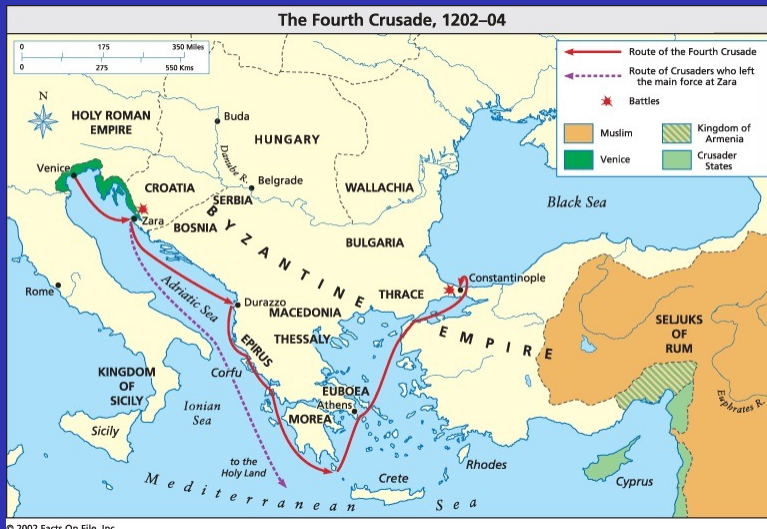 The Fourth Crusade, 1202–04
0 175 350 Miles
0 275 550 Kms
Route of the Fourth Crusade
Route of Crusaders who left
the main force at Zara
Battles
Muslim
Kingdom of
Armenia
Venice
Crusader
States
N
HOLY ROMAN
EMPIRE
Buda
HUNGARY
Danube R.
Venice
Belgrade
CROATIA
SERBIA
WALLACHIA
Zara
BOSNIA
Black Sea
BULGARIA
BYZANTINE
EMPIRE
Constantinople
Rome
Adriatic Sea
Durazzo
THRACE
MACEDONIA
THESSALY
SELJUKS
OF
RUM
EPIRUS
KINGDOM
OF
SICILY
Corfu
Euphrates R.
EUBOEA
Athens
Ionian
Sea
MOREA
Sicily
to the
Holy Land
Rhodes
Crete
Cyprus
Mediterranean Sea
© 2002 Facts On File, Inc.